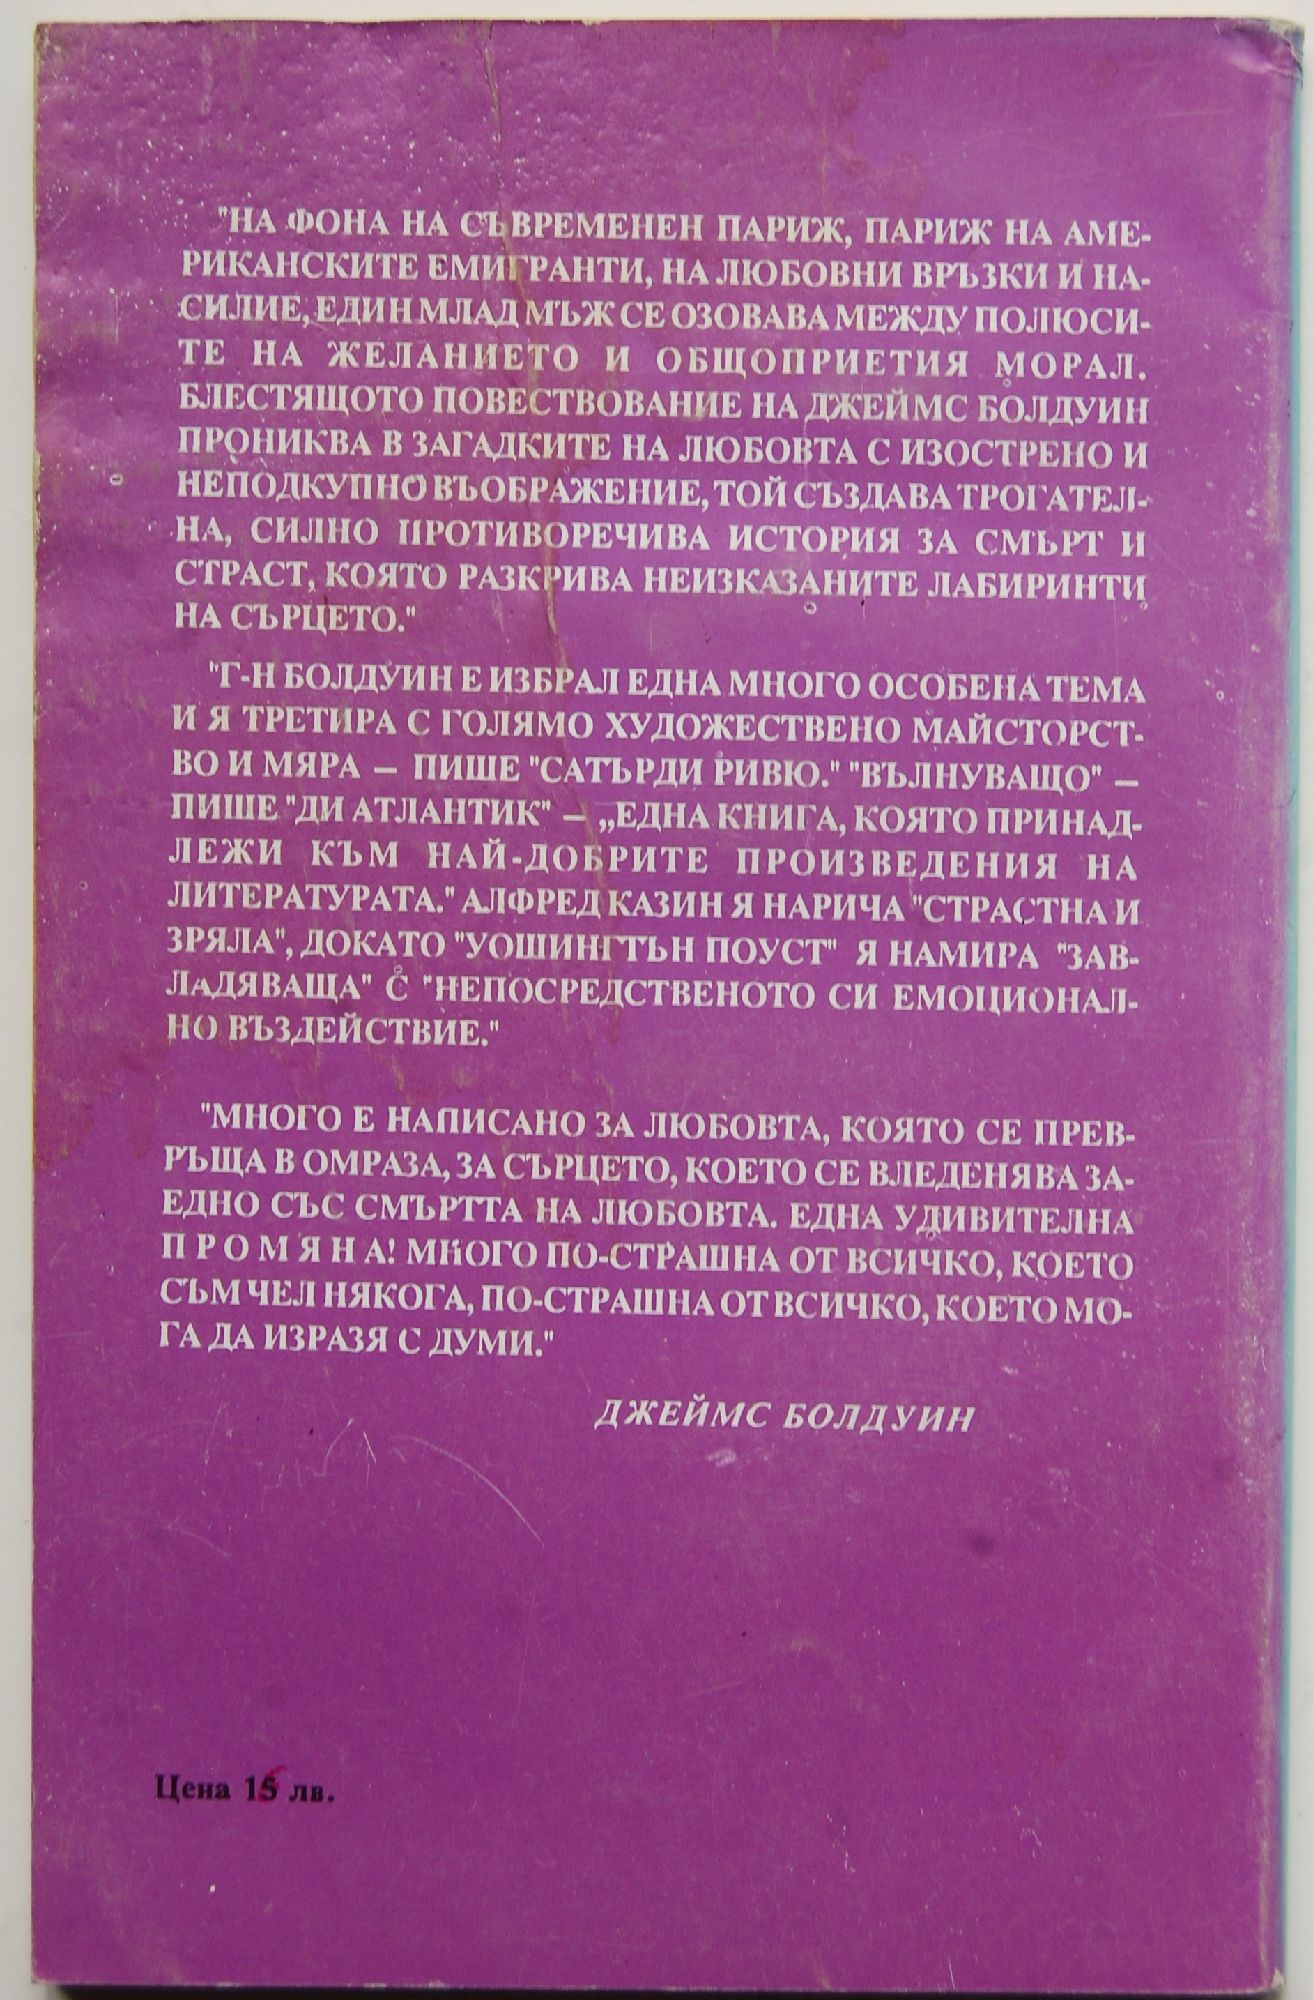 "НА ФОНА НА СЪВРЕМЕНЕН ПАРИЖ, ПАРИЖ НА АМЕ-
РИКАНСКИТЕ ЕМИГРАНТИ, НА ЛЮБОВНИ ВРЪЗКИ И НА-
СИЛИЕ, ЕДИН МЛАД МЪЖ СЕ ОЗОВАВА МЕЖДУ ПОЛЮСИ-
ТЕ НА ЖЕЛАНИЕТО И ОБЩОПРИЕТИЯ МОРАЛ.
БЛЕСТЯЩОТО ПОВЕСТВОВАНИЕ НА ДЖЕЙМС БОЛДУИН
ПРОНИКВА В ЗАГАДКИТЕ НА ЛЮБОВТА С ИЗОСТРЕНО И
НЕПОДКУПНО ВЪОБРАЖЕНИЕ, ТОЙ СЪЗДАВА ТРОГАТЕЛ-
НА, СИЛНО ПРОТИВОРЕЧИВА ИСТОРИЯ ЗА СМЪРТ И
СТРАСТ, КОЯТО РАЗКРИВА НЕИЗКАЗАНИТЕ ЛАБИРИНТИ
НА СЪРЦЕТО."
"Г-Н БОЛДУИН Е ИЗБРАЛ ЕДНА МНОГО ОСОБЕНА ТЕМА
И Я ТРЕТИРА С ГОЛЯМО ХУДОЖЕСТВЕНО МАЙСТОРСТ-
ВО И МЯРА – ПИШЕ "САТЪРДИ РИВЮ." "ВЪЛНУВАЩО" –
ПИШЕ "ДИ АТЛАНТИК" – „ЕДНА КНИГА, КОЯТО ПРИНАД-
ЛЕЖИ КЪМ НАЙ-ДОБРИТЕ ПРОИЗВЕДЕНИЯ НА
ЛИТЕРАТУРАТА." АЛФРЕД КАЗИН Я НАРИЧА "СТРАСТНА И
ЗРЯЛА", ДОКАТО "УОШИНГТЪН ПОУСТ" Я НАМИРА "ЗАВ-
ЛАДЯВАЩА" С "НЕПОСРЕДСТВЕНОТО СИ ЕМОЦИОНАЛ-
НО ВЪЗДЕЙСТВИЕ."
"МНОГО Е НАПИСАНО ЗА ЛЮБОВТА, КОЯТО СЕ ПРЕВ-
РЪЩА В ОМРАЗА, ЗА СЪРЦЕТО, КОЕТО СЕ ВЛЕДЕНЯВА ЗА-
ЕДНО СЪС СМЪРТТА НА ЛЮБОВТА. ЕДНА УДИВИТЕЛНА
П Р О М Я Н А! МНОГО ПО-СТРАШНА ОТ ВСИЧКО, КОЕТО
СЪМ ЧЕЛ НЯКОГА, ПО-СТРАШНА ОТ ВСИЧКО, КОЕТО МО-
ГА ДА ИЗРАЗЯ С ДУМИ."
ДЖЕЙМС БОЛДУИН
Цена 15 лв.